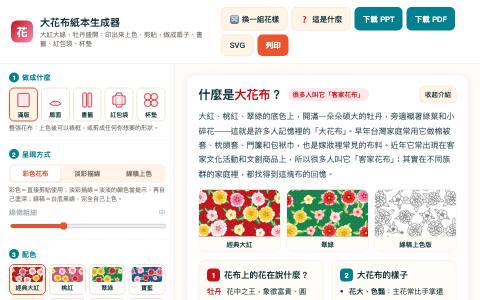 花
大花布紙本生成器
大紅大綠、牡丹盛開：印出來上色、剪貼，做成扇子、書籤、紅包袋、杯墊
換一組花樣
? 這是什麼
下載 PPT
下載 PDF
SVG
列印
1 做成什麼
滿版
扇面
書籤
紅包袋
杯墊
整張花布：上色後可以線框，或剪成任何你想要的形狀。
2 呈現方式
彩色花布
淡彩描線
線稿上色
彩色＝直接剪貼使用；淡彩描線＝淡淡的顏色當提示，再自己塗深；線稿＝白底黑線，完全自己上色。
線條粗細
中
3 配色
經典大紅
桃紅
翠綠
寶藍
什麼是大花布？
很多人叫它「客家花布」
收起介紹
大紅、桃紅、翠綠的底色上，開滿一朵朵碩大的牡丹，旁邊襯著綠葉和小
碎花——這就是許多人記憶裡的「大花布」。早年台灣家庭常用它做棉被
套、枕頭套、門簾和包袱巾，也是嫁妝裡常見的布料。近年它常出現在客
家文化活動和文創商品上，所以很多人叫它「客家花布」；其實在不同族
群的家庭裡，都找得到這塊布的回憶。
經典大紅
翠綠
線稿上色版
1 花布上的花在說什麼？
牡丹 花中之王，象徵富貴、圓
2 大花布的樣子
• 花大、色豔：主花常比手掌還